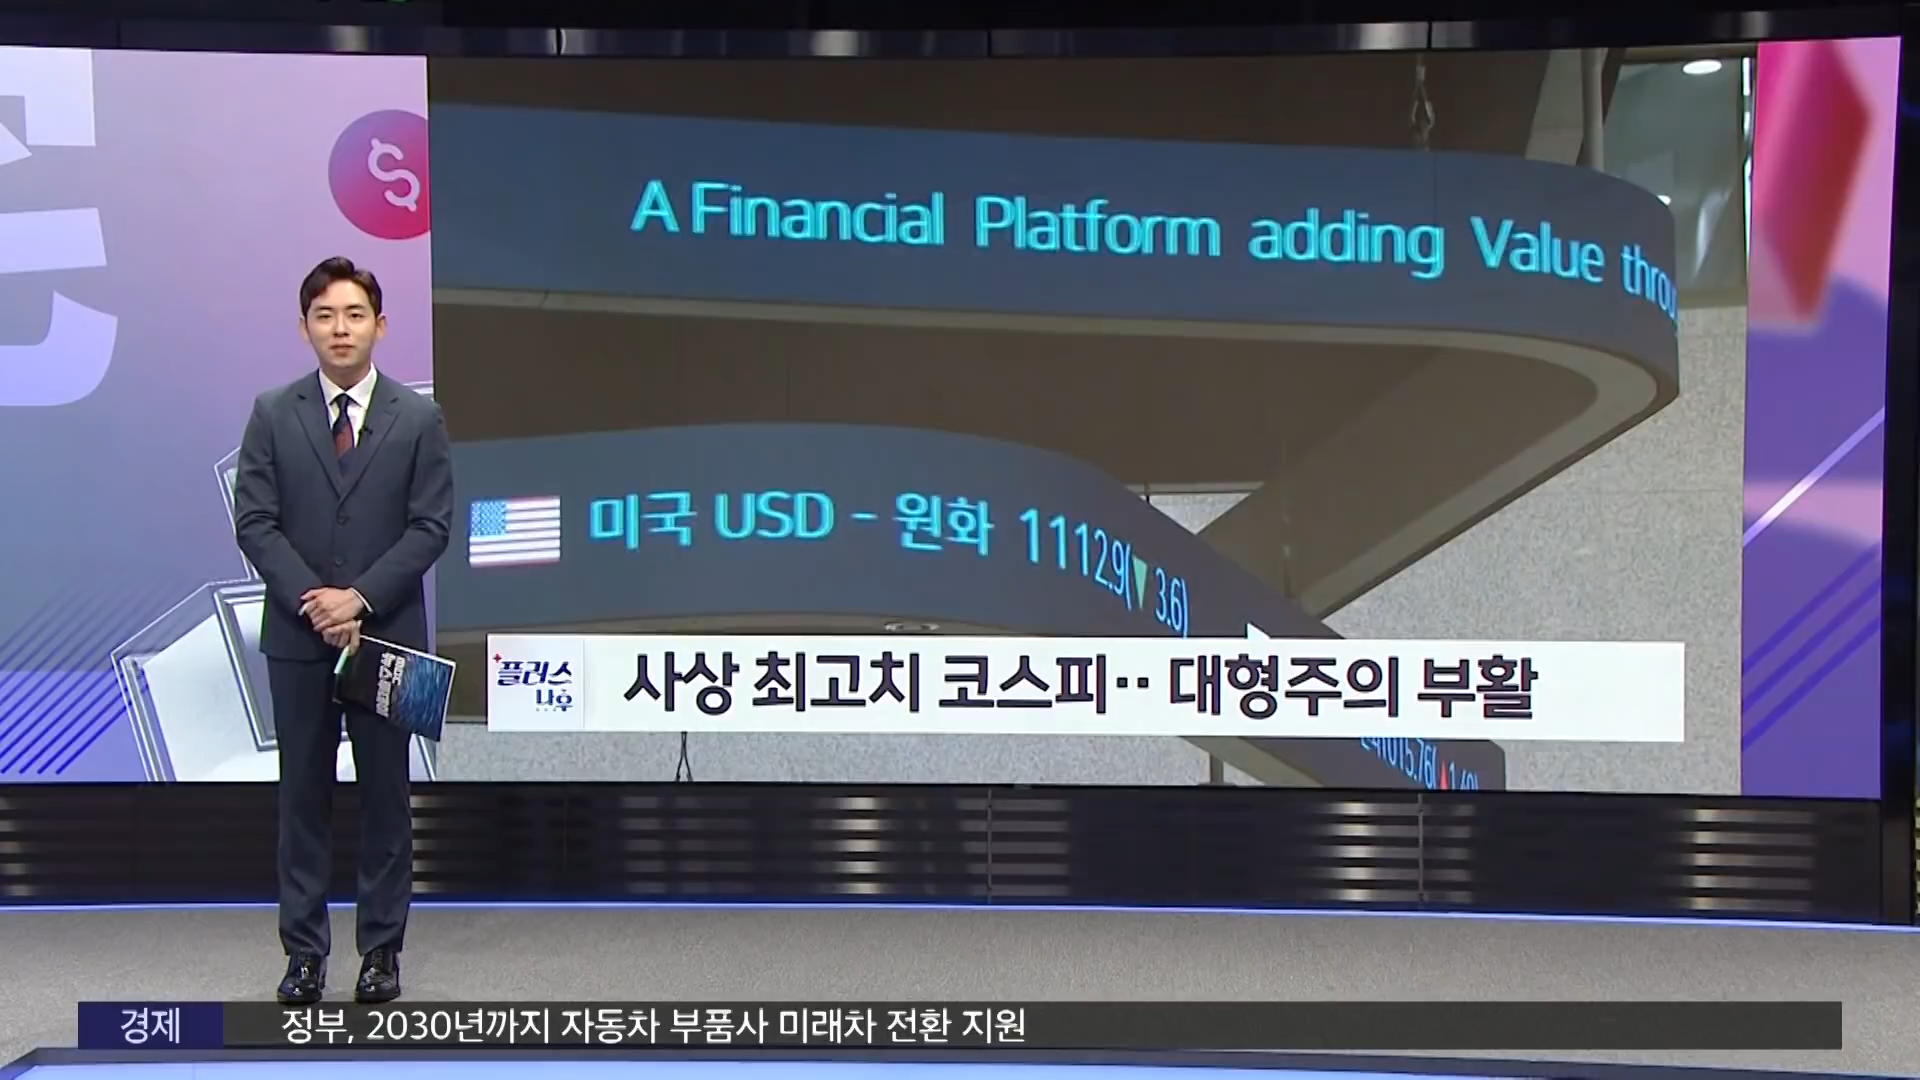 A Financial Platform adding Value throu
미국 USD - 원화 1112.9(▼ 3.6)
플러스
나우
사상 최고치 코스피·· 대형주의 부활
경제
정부, 2030년까지 자동차 부품사 미래차 전환 지원